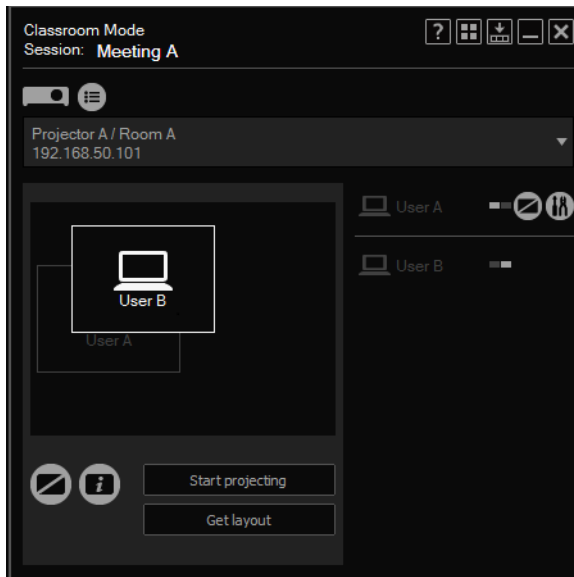 Classroom Mode
Session: Meeting A
?
Projector A / Room A
192.168.50.101
User A
User B
User B
User A
i
Start projecting
Get layout